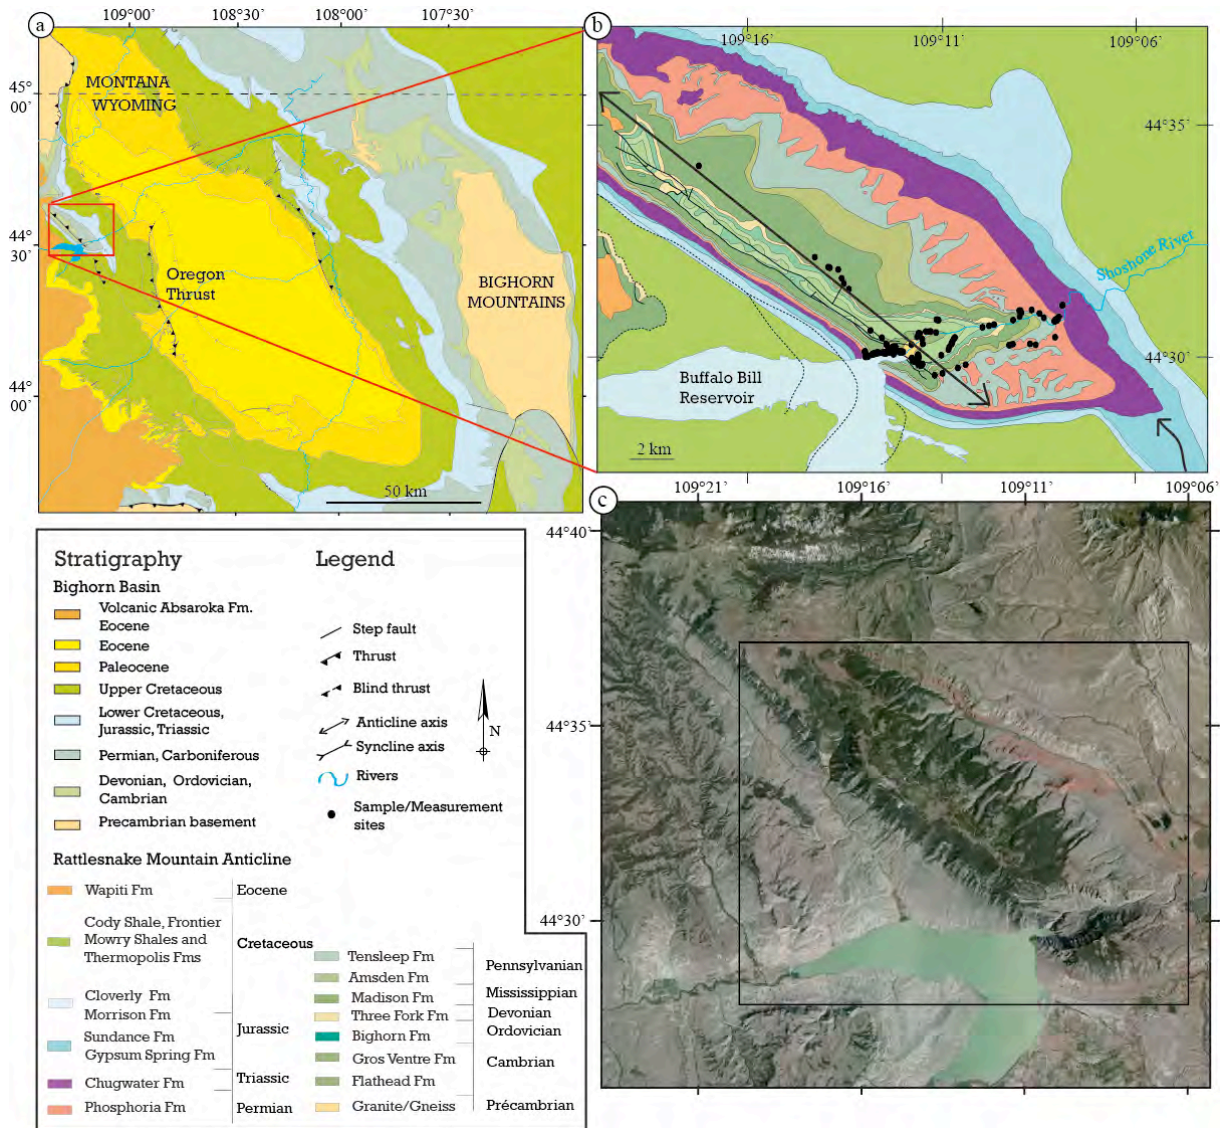 a
109°00'
108°30'
108°00'
107°30'
45°
00'
44°
30'
44°
00'
MONTANA
WYOMING
Oregon
Thrust
BIGHORN
MOUNTAINS
50 km
b
109°16'
109°11'
109°06'
44°35'
44°30'
Shoshone River
Buffalo Bill
Reservoir
2 km
c
109°21'
109°16'
109°11'
109°06'
44°40'
44°35'
44°30'
Stratigraphy
Bighorn Basin
Volcanic Absaroka Fm.
Eocene
Eocene
Paleocene
Upper Cretaceous
Lower Cretaceous,
Jurassic, Triassic
Permian, Carboniferous
Devonian, Ordovician,
Cambrian
Precambrian basement
Legend
Step fault
Thrust
Blind thrust
Anticline axis
Syncline axis
Rivers
Sample/Measurement
sites
N
Rattlesnake Mountain Anticline
Wapiti Fm
Eocene
Cody Shale, Frontier
Mowry Shales and
Thermopolis Fms
Cretaceous
Cloverly Fm
Morrison Fm
Sundance Fm
Gypsum Spring Fm
Jurassic
Chugwater Fm
Triassic
Phosphoria Fm
Permian
Tensleep Fm
Amsden Fm
Pennsylvanian
Madison Fm
Mississippian
Three Fork Fm
Devonian
Bighorn Fm
Ordovician
Gros Ventre Fm
Flathead Fm
Cambrian
Granite/Gneiss
Précambrian